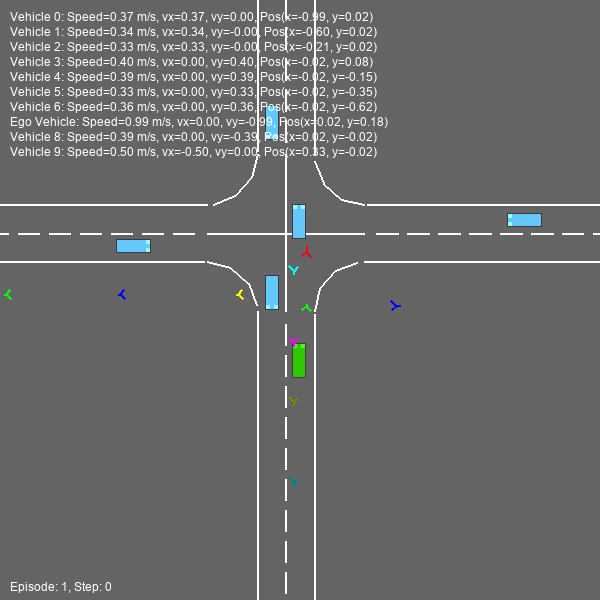 Vehicle 0: Speed=0.37 m/s, vx=0.37, vy=0.00, Pos(x=-0.99, y=0.02)
Vehicle 1: Speed=0.34 m/s, vx=0.34, vy=-0.00, Pos(x=-0.60, y=0.02)
Vehicle 2: Speed=0.33 m/s, vx=0.33, vy=-0.00, Pos(x=-0.21, y=0.02)
Vehicle 3: Speed=0.40 m/s, vx=0.00, vy=0.40, Pos(x=-0.02, y=0.08)
Vehicle 4: Speed=0.39 m/s, vx=0.00, vy=0.39, Pos(x=-0.02, y=-0.15)
Vehicle 5: Speed=0.33 m/s, vx=0.00, vy=0.33, Pos(x=-0.02, y=-0.35)
Vehicle 6: Speed=0.36 m/s, vx=0.00, vy=0.36, Pos(x=-0.02, y=-0.62)
Ego Vehicle: Speed=0.99 m/s, vx=0.00, vy=-0.99, Pos(x=0.02, y=0.18)
Vehicle 8: Speed=0.39 m/s, vx=0.00, vy=-0.39, Pos(x=0.02, y=-0.02)
Vehicle 9: Speed=0.50 m/s, vx=-0.50, vy=0.00, Pos(x=0.33, y=-0.02)
Episode: 1, Step: 0